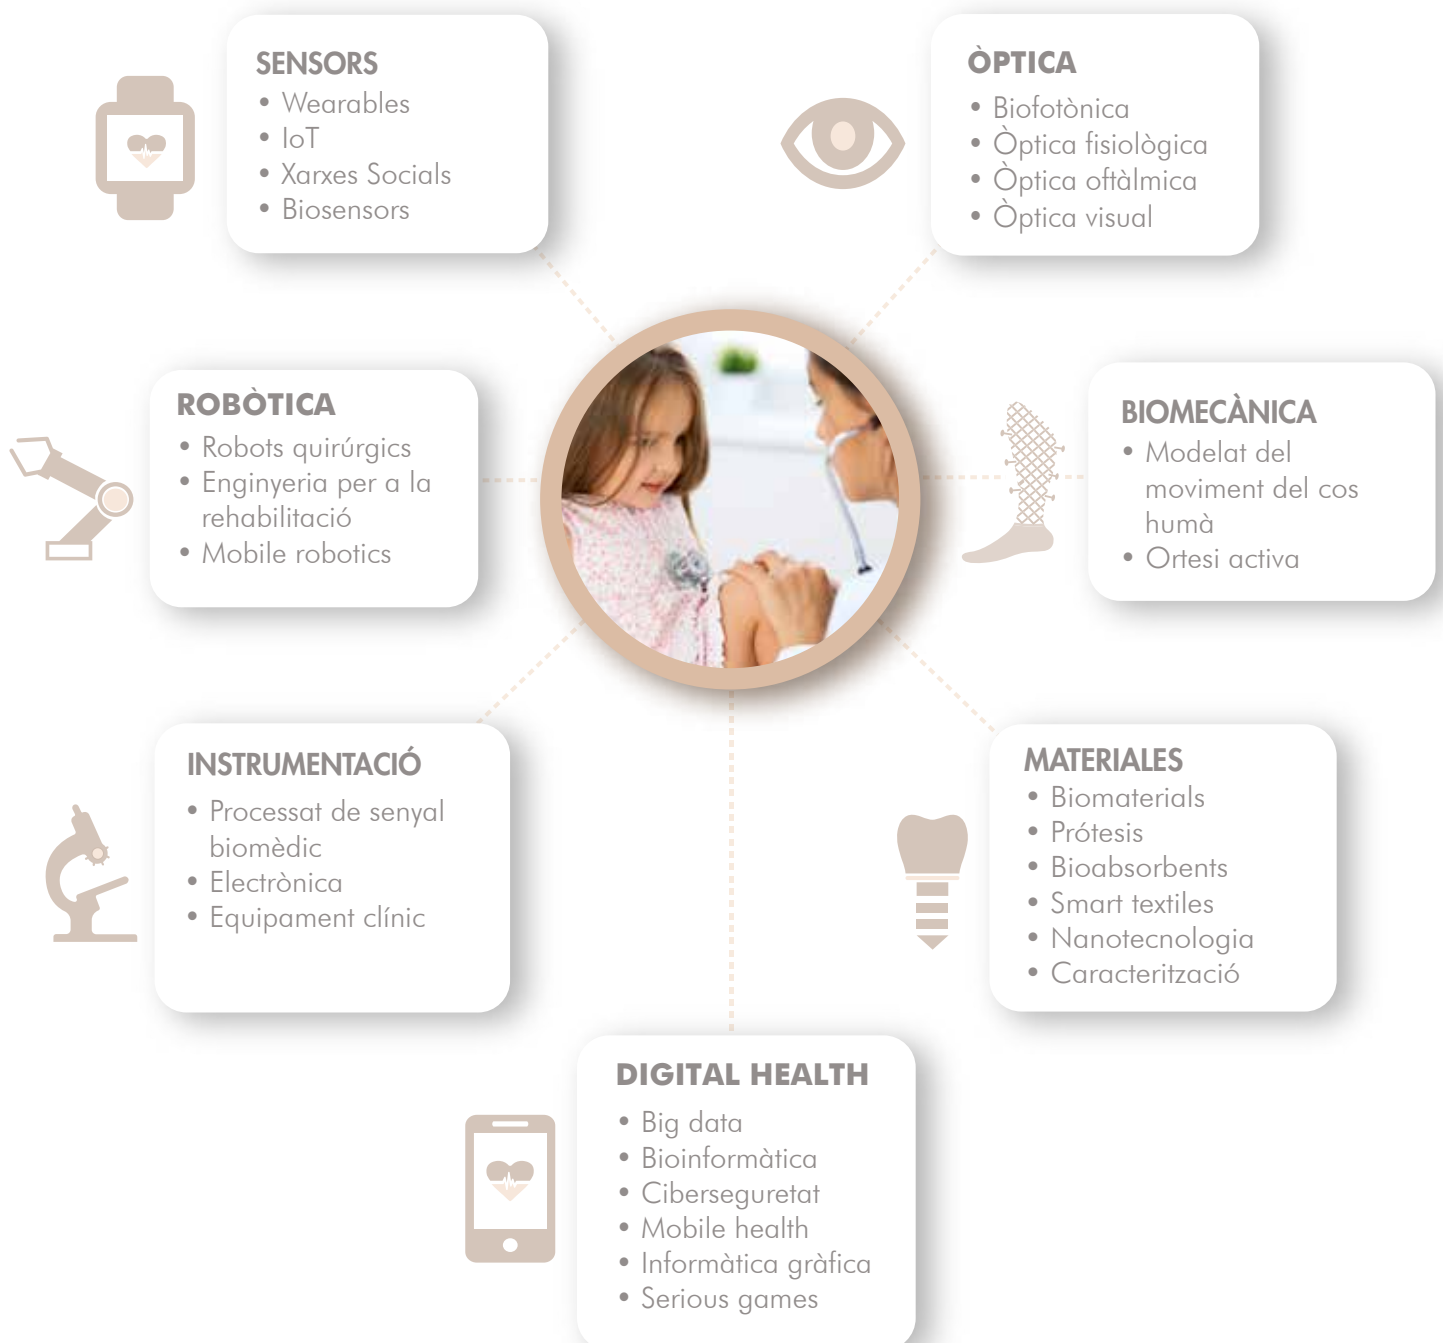 SENSORS
• Wearables
• IoT
• Xarxes Socials
• Biosensors
ÒPTICA
• Biofotònica
• Òptica fisiològica
• Òptica oftàlmica
• Òptica visual
ROBÒTICA
• Robots quirúrgics
• Enginyeria per a la
rehabilitació
• Mobile robotics
BIOMECÀNICA
• Modelat del
moviment del cos
humà
• Ortesi activa
INSTRUMENTACIÓ
• Processat de senyal
biomèdic
• Electrònica
• Equipament clínic
MATERIALES
• Biomaterials
• Prótesis
• Bioabsorbents
• Smart textiles
• Nanotecnologia
• Caracterització
DIGITAL HEALTH
• Big data
• Bioinformàtica
• Ciberseguretat
• Mobile health
• Informàtica gràfica
• Serious games